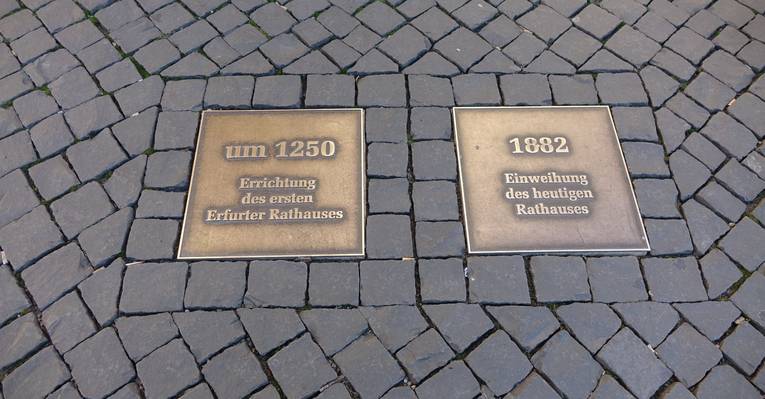 um 1250
Errichtung
des ersten
Erfurter Rathauses
1882
Einweihung
des heutigen
Rathauses